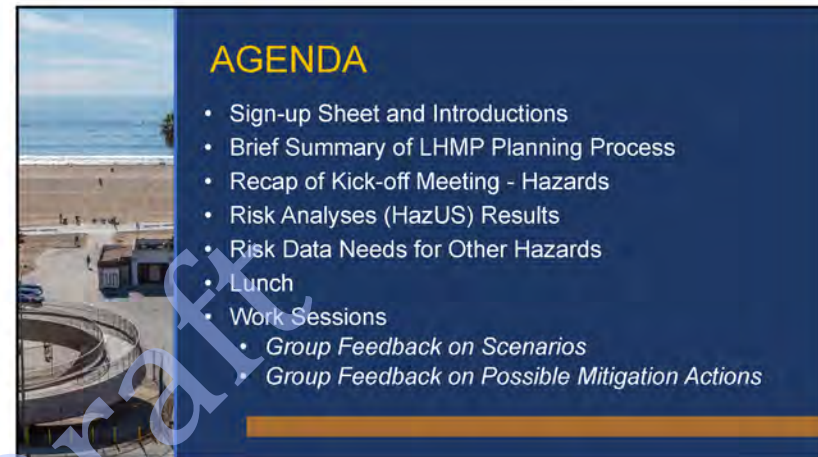 AGENDA
• Sign-up Sheet and Introductions
• Brief Summary of LHMP Planning Process
• Recap of Kick-off Meeting - Hazards
• Risk Analyses (HazUS) Results
• Risk Data Needs for Other Hazards
• Lunch
• Work Sessions
• Group Feedback on Scenarios
• Group Feedback on Possible Mitigation Actions
raft